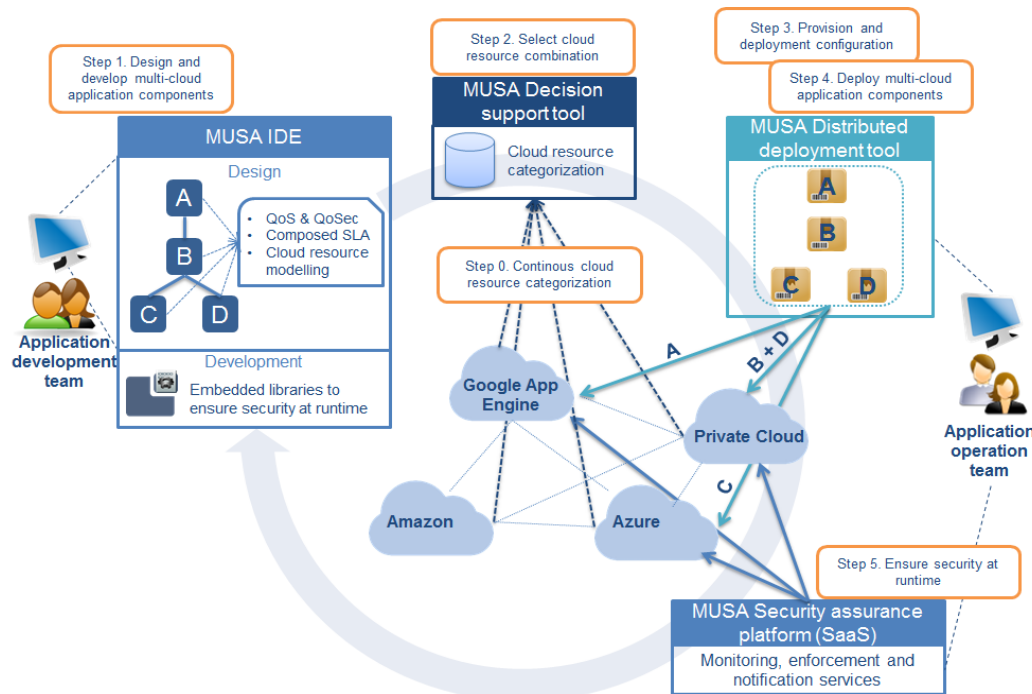 Step 1. Design and
develop multi-cloud
application components
Step 2. Select cloud
resource combination
Step 3. Provision and
deployment configuration
Step 4. Deploy multi-cloud
application components
MUSA IDE
Design
A
B
C
D
• QoS & QoSec
• Composed SLA
• Cloud resource
modelling
Development
Embedded libraries to
ensure security at runtime
Application
development
team
MUSA Decision
support tool
Cloud resource
categorization
Step 0. Continous cloud
resource categorization
MUSA Distributed
deployment tool
A
B
C
D
A
B + D
C
Google App
Engine
Private Cloud
Amazon
Azure
Application
operation
team
Step 5. Ensure security at
runtime
MUSA Security assurance
platform (SaaS)
Monitoring, enforcement and
notification services